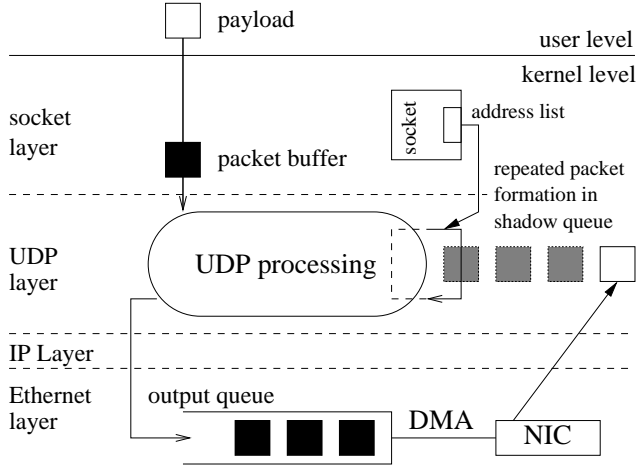 payload
user level
kernel level
socket
layer
socket
address list
packet buffer
repeated packet
formation in
shadow queue
UDP
layer
UDP processing
IP Layer
Ethernet
layer
output queue
DMA
NIC